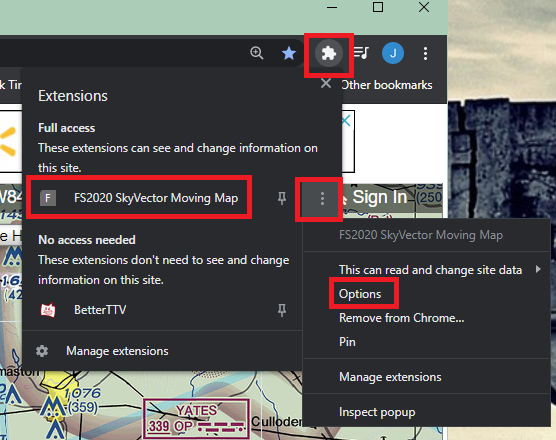 J
k Tin
Other bookmarks
Extensions
Full access
These extensions can see and change information on
this site.
F
FS2020 SkyVector Moving Map
No access needed
These extensions don't need to see and change
information on this site.
BetterTTV
Manage extensions
W84
Sign In
FS2020 SkyVector Moving Map
This can read and change site data
Options
Remove from Chrome...
Pin
Manage extensions
Inspect popup
1076
(359)
YATES
339 OP
Culloder